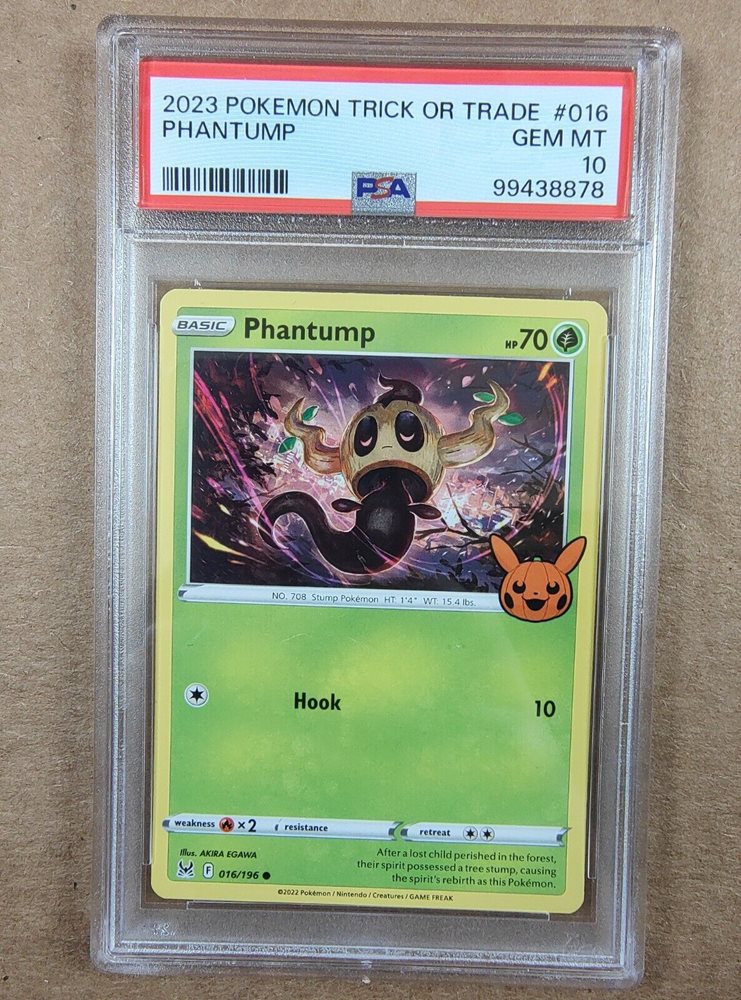 2023 POKEMON TRICK OR TRADE #016
PHANTUMP GEM MT
10
PSA 99438878
BASIC Phantump HP 70
NO. 708 Stump Pokémon HT: 1'4" WT: 15.4 lbs.
Hook 10
weakness ×2 resistance retreat
Illus. AKIRA EGAWA
After a lost child perished in the forest,
their spirit possessed a tree stump, causing
the spirit's rebirth as this Pokémon.
F 016/196
©2022 Pokémon / Nintendo / Creatures / GAME FREAK